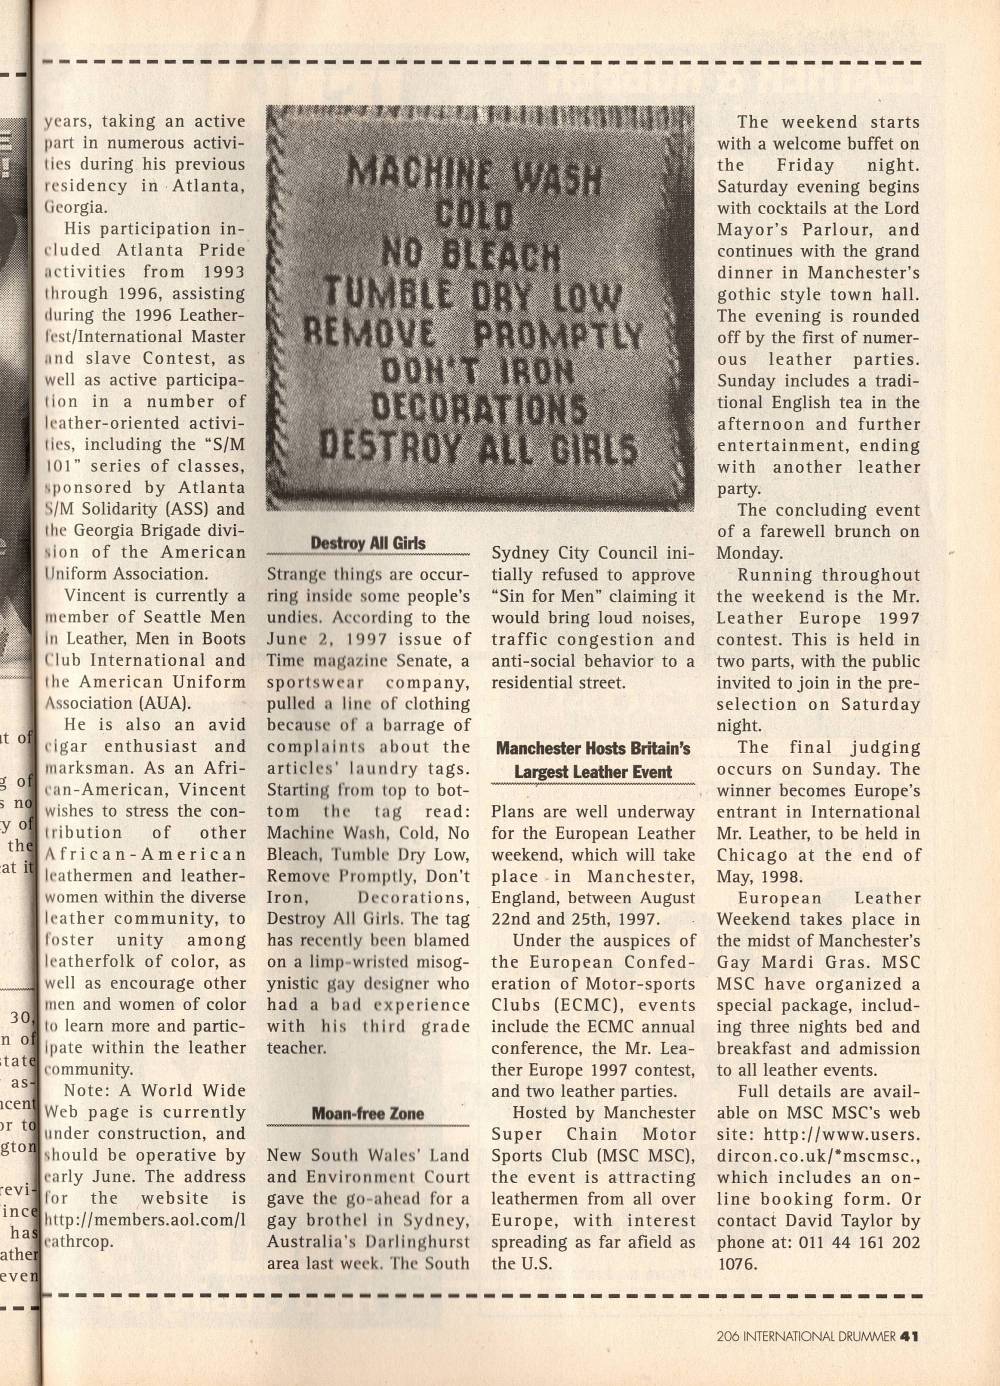 years, taking an active
part in numerous activi-
ties during his previous
residency in Atlanta,
Georgia.
His participation in-
cluded Atlanta Pride
activities from 1993
through 1996, assisting
during the 1996 Leather-
fest/International Master
and slave Contest, as
well as active participa-
tion in a number of
leather-oriented activi-
ties, including the “S/M
101” series of classes,
sponsored by Atlanta
S/M Solidarity (ASS) and
the Georgia Brigade divi-
sion of the American
Uniform Association.
Vincent is currently a
member of Seattle Men
in Leather, Men in Boots
Club International and
the American Uniform
Association (AUA).
He is also an avid
cigar enthusiast and
marksman. As an Afri-
can-American, Vincent
wishes to stress the con-
tribution of other
African-American
leathermen and leather-
women within the diverse
leather community, to
foster unity among
leatherfolk of color, as
well as encourage other
men and women of color
to learn more and partic-
ipate within the leather
community.
Note: A World Wide
Web page is currently
under construction, and
should be operative by
early June. The address
for the website is
http://members.aol.com/l
eathrcop.
MACHINE WASH
COLD
NO BLEACH
TUMBLE DRY LOW
REMOVE PROMPTLY
DON'T IRON
DECORATIONS
DESTROY ALL GIRLS
Destroy All Girls
Strange things are occur-
ring inside some people's
undies. According to the
June 2, 1997 issue of
Time magazine Senate, a
sportswear company,
pulled a line of clothing
because of a barrage of
complaints about the
articles' laundry tags.
Starting from top to bot-
tom the tag read:
Machine Wash, Cold, No
Bleach, Tumble Dry Low,
Remove Promptly, Don't
Iron, Decorations,
Destroy All Girls. The tag
has recently been blamed
on a limp-wristed misog-
ynistic gay designer who
had a bad experience
with his third grade
teacher.
Moan-free Zone
New South Wales' Land
and Environment Court
gave the go-ahead for a
gay brothel in Sydney,
Australia's Darlinghurst
area last week. The South
Sydney City Council ini-
tially refused to approve
“Sin for Men” claiming it
would bring loud noises,
traffic congestion and
anti-social behavior to a
residential street.
Manchester Hosts Britain's
Largest Leather Event
Plans are well underway
for the European Leather
weekend, which will take
place in Manchester,
England, between August
22nd and 25th, 1997.
Under the auspices of
the European Confed-
eration of Motor-sports
Clubs (ECMC), events
include the ECMC annual
conference, the Mr. Lea-
ther Europe 1997 contest,
and two leather parties.
Hosted by Manchester
Super Chain Motor
Sports Club (MSC MSC),
the event is attracting
leathermen from all over
Europe, with interest
spreading as far afield as
the U.S.
The weekend starts
with a welcome buffet on
the Friday night.
Saturday evening begins
with cocktails at the Lord
Mayor's Parlour, and
continues with the grand
dinner in Manchester's
gothic style town hall.
The evening is rounded
off by the first of numer-
ous leather parties.
Sunday includes a tradi-
tional English tea in the
afternoon and further
entertainment, ending
with another leather
party.
The concluding event
of a farewell brunch on
Monday.
Running throughout
the weekend is the Mr.
Leather Europe 1997
contest. This is held in
two parts, with the public
invited to join in the pre-
selection on Saturday
night.
The final judging
occurs on Sunday. The
winner becomes Europe's
entrant in International
Mr. Leather, to be held in
Chicago at the end of
May, 1998.
European Leather
Weekend takes place in
the midst of Manchester's
Gay Mardi Gras. MSC
MSC have organized a
special package, includ-
ing three nights bed and
breakfast and admission
to all leather events.
Full details are avail-
able on MSC MSC's web
site: http://www.users.
dircon.co.uk/*mscmsc.,
which includes an on-
line booking form. Or
contact David Taylor by
phone at: 011 44 161 202
1076.
206 INTERNATIONAL DRUMMER 41